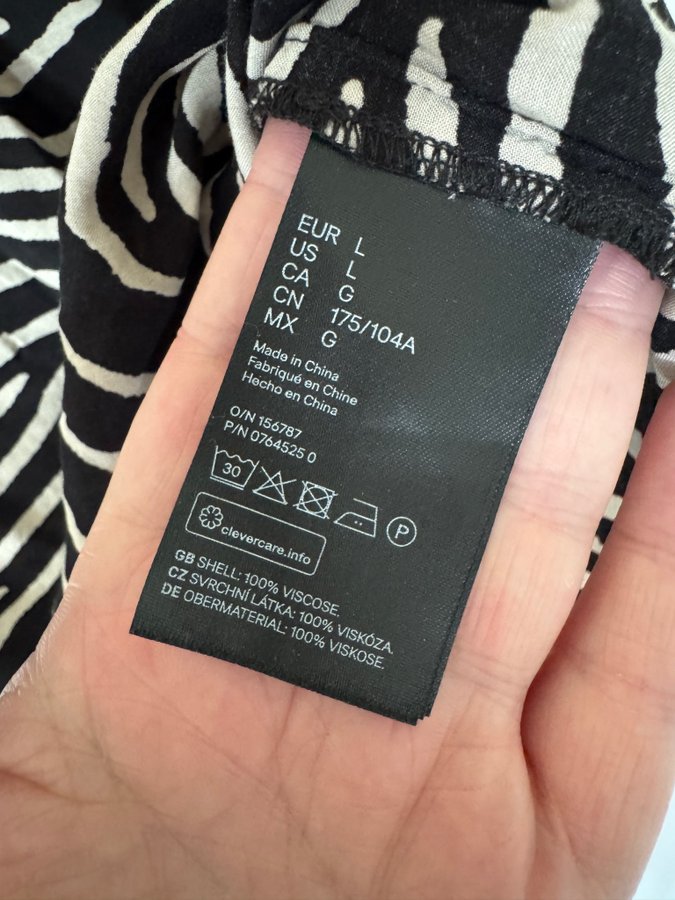 EUR L
US L
CA G
CN 175/104A
MX G
Made in China
Fabriqué en Chine
Hecho en China
O/N 156787
P/N 0764525 0
30 P
clevercare.info
GB SHELL: 100% VISCOSE.
CZ SVRCHNÍ LÁTKA: 100% VISKÓZA.
DE OBERMATERIAL: 100% VISKOSE.